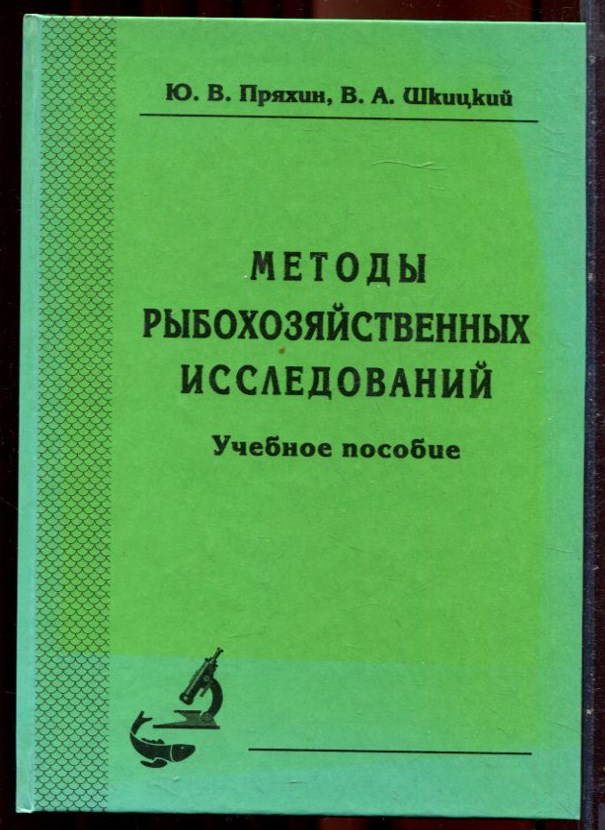 Ю. В. Пряхин, В. А. Шкицкий
МЕТОДЫ
РЫБОХОЗЯЙСТВЕННЫХ
ИССЛЕДОВАНИЙ
Учебное пособие